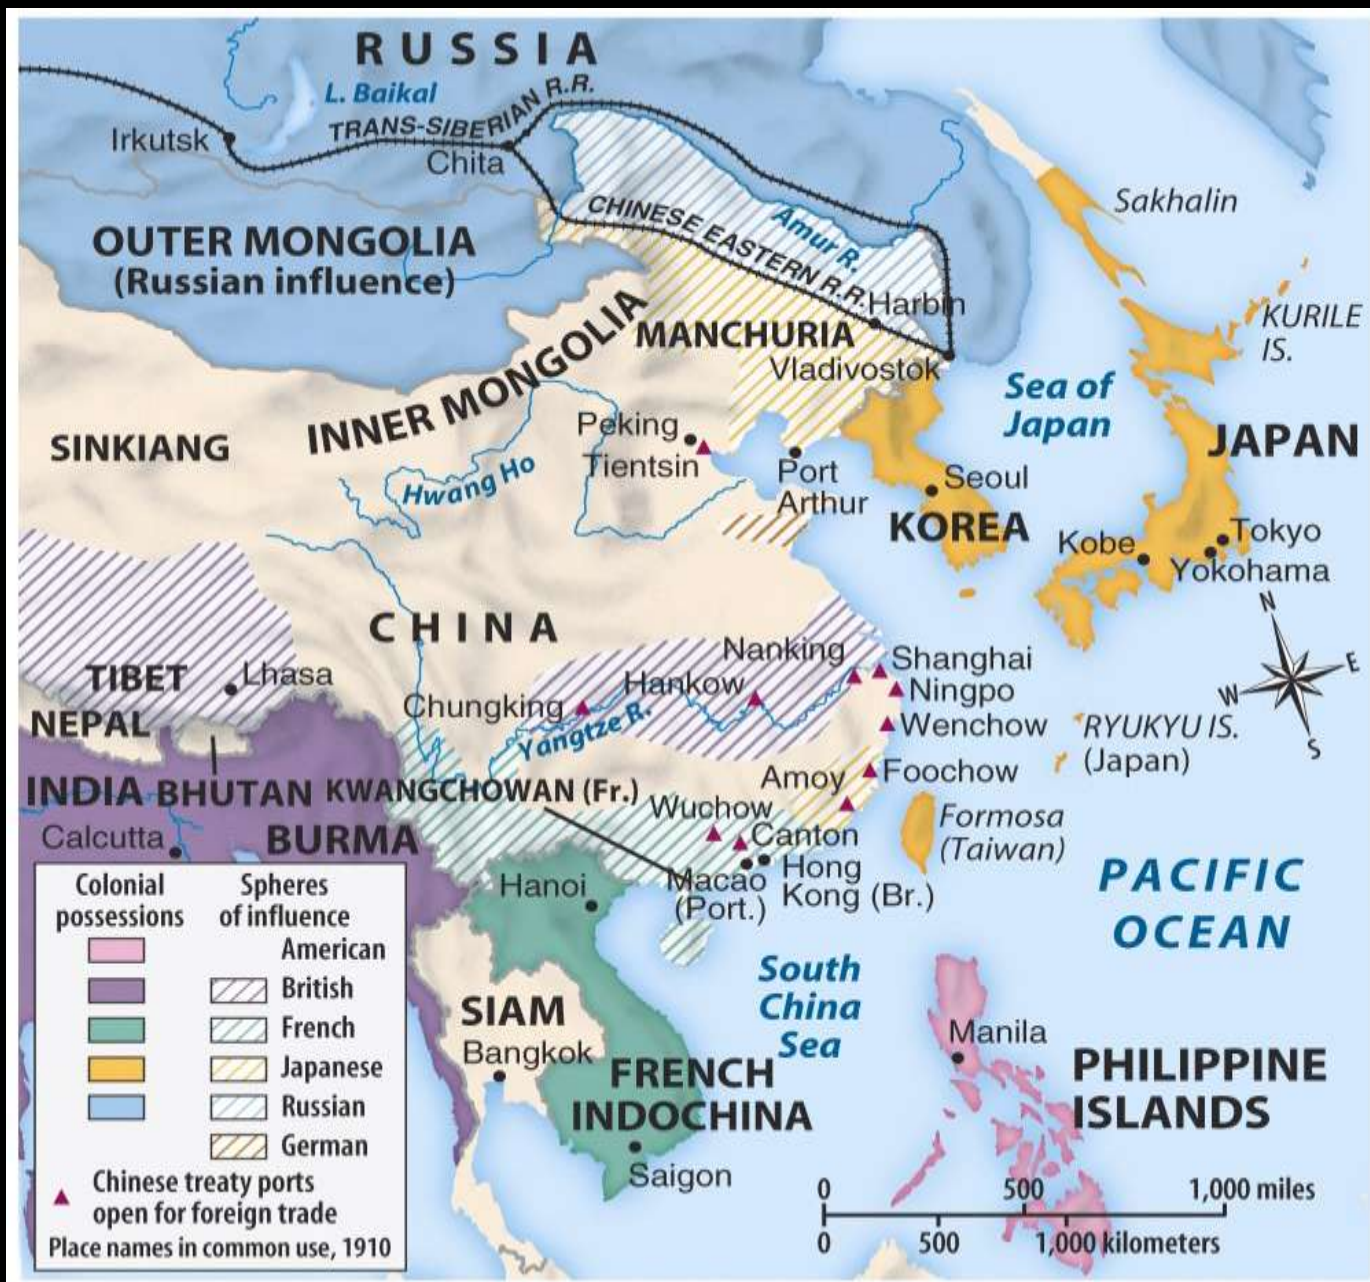 RUSSIA
L. Baikal
TRANS-SIBERIAN R.R.
Irkutsk
Chita
OUTER MONGOLIA
(Russian influence)
CHINESE EASTERN R.R.
Amur R.
Sakhalin
Harbin
KURILE
IS.
MANCHURIA
Vladivostok
INNER MONGOLIA
Sea of
Japan
SINKIANG
Peking
Tientsin
Hwang Ho
Port
Arthur
Seoul
KOREA
JAPAN
Kobe
Tokyo
Yokohama
N
E
W
S
CHINA
Nanking
Shanghai
Ningpo
Hankow
Chungking
Yangtze R.
Wenchow
TIBET
Lhasa
NEPAL
RYUKYU IS.
(Japan)
INDIA
BHUTAN
KWANGCHOWAN (Fr.)
Amoy
Foochow
Wuchow
Calcutta
BURMA
Canton
Formosa
(Taiwan)
Macao
(Port.)
Hong
Kong (Br.)
Hanoi
PACIFIC
OCEAN
South
China
Sea
SIAM
Bangkok
FRENCH
INDOCHINA
Saigon
Manila
PHILIPPINE
ISLANDS
Colonial
possessions
Spheres
of influence
American
British
French
Japanese
Russian
German
Chinese treaty ports
open for foreign trade
Place names in common use, 1910
0 500 1,000 miles
0 500 1,000 kilometers